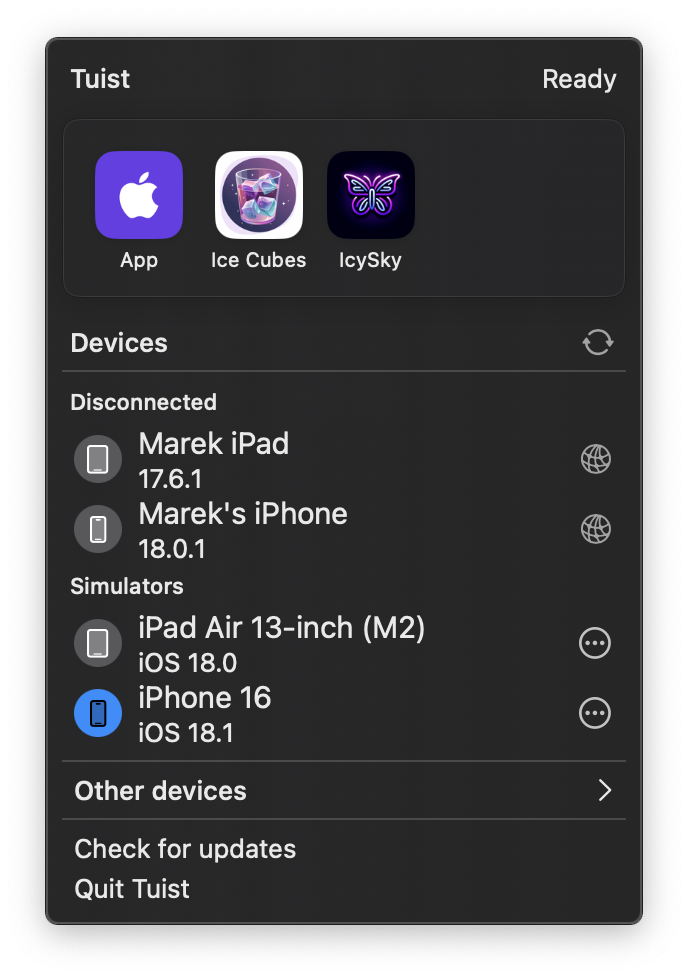 Tuist
Ready
App
Ice Cubes
IcySky
Devices
Disconnected
Marek iPad
17.6.1
Marek's iPhone
18.0.1
Simulators
iPad Air 13-inch (M2)
iOS 18.0
iPhone 16
iOS 18.1
Other devices
Check for updates
Quit Tuist